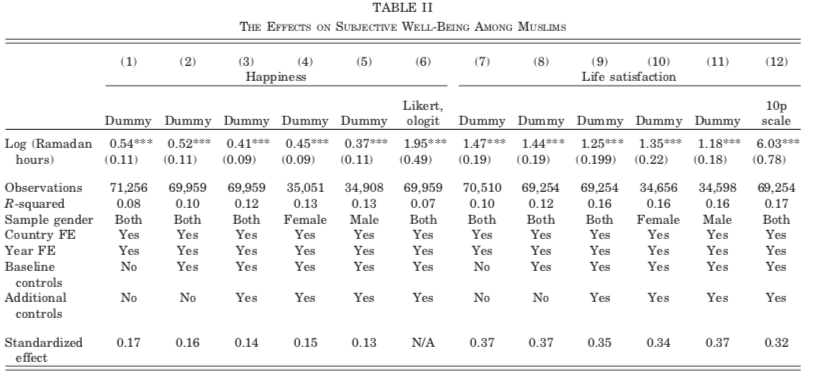 TABLE II
THE EFFECTS ON SUBJECTIVE WELL-BEING AMONG MUSLIMS
(1) (2) (3) (4) (5) (6) (7) (8) (9) (10) (11) (12)
Happiness Life satisfaction
Likert, 10p
Dummy Dummy Dummy Dummy Dummy ologit Dummy Dummy Dummy Dummy Dummy scale
Log (Ramadan 0.54*** 0.52*** 0.41*** 0.45*** 0.37*** 1.95*** 1.47*** 1.44*** 1.25*** 1.35*** 1.18*** 6.03***
hours) (0.11) (0.11) (0.09) (0.09) (0.11) (0.49) (0.19) (0.19) (0.199) (0.22) (0.18) (0.78)
Observations 71,256 69,959 69,959 35,051 34,908 69,959 70,510 69,254 69,254 34,656 34,598 69,254
R-squared 0.08 0.10 0.12 0.13 0.13 0.07 0.10 0.12 0.16 0.16 0.16 0.17
Sample gender Both Both Both Female Male Both Both Both Both Female Male Both
Country FE Yes Yes Yes Yes Yes Yes Yes Yes Yes Yes Yes Yes
Year FE Yes Yes Yes Yes Yes Yes Yes Yes Yes Yes Yes Yes
Baseline No Yes Yes Yes Yes Yes No Yes Yes Yes Yes Yes
controls
Additional No No Yes Yes Yes Yes No No Yes Yes Yes Yes
controls
Standardized 0.17 0.16 0.14 0.15 0.13 N/A 0.37 0.37 0.35 0.34 0.37 0.32
effect